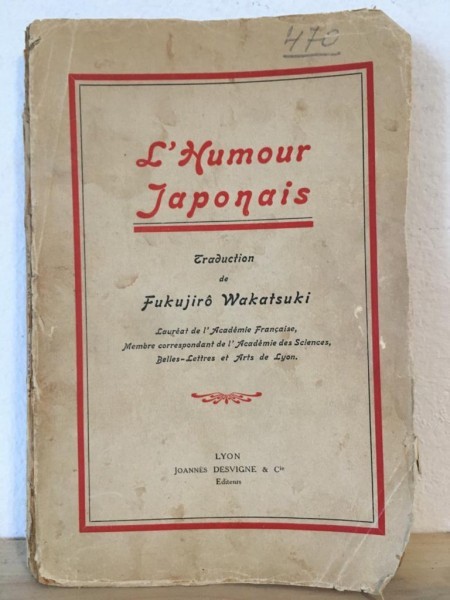 470
L'Humour
Japonais
Traduction
de
Fukujirô Wakatsuki
Lauréat de l'Académie Française,
Membre correspondant de l'Académie des Sciences,
Belles-Lettres et Arts de Lyon.
LYON
JOANNÈS DESVIGNE & Cie
Editeurs